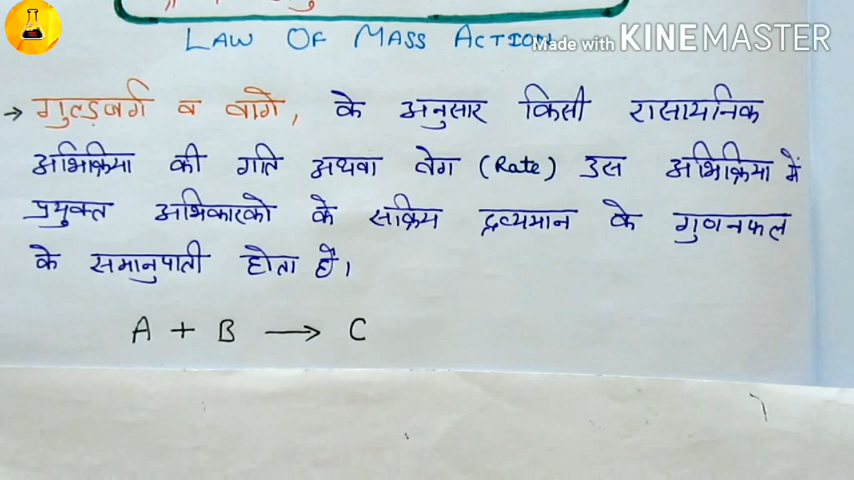 LAW OF MASS ACTION
Made with KINEMASTER
→ गुल्डबर्ग व वागे, के अनुसार किसी रासायनिक
अभिक्रिया की गति अथवा वेग (Rate) उस अभिक्रिया में
प्रयुक्त अभिकारको के सक्रिय द्रव्यमान के गुणनफल
के समानुपाती होता है।
A + B → C